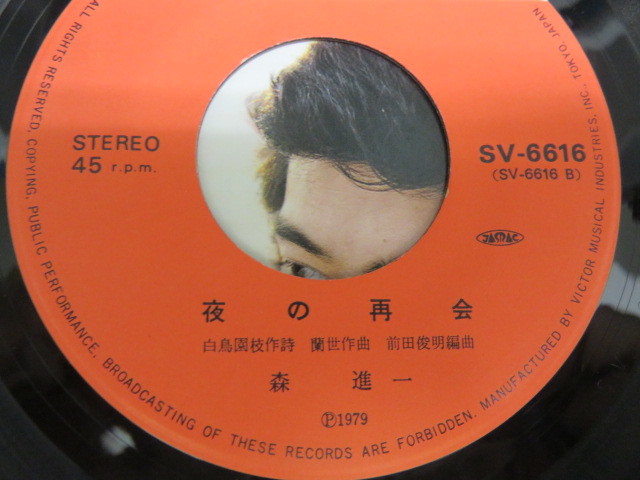 STEREO
45 r.p.m.
SV-6616
(SV-6616 B)
JASRAC
夜の再会
白鳥園枝作詩 蘭世作曲 前田俊明編曲
森 進一
Ⓟ1979
ALL RIGHTS RESERVED, COPYING, PUBLIC PERFORMANCE, BROADCASTING OF THESE RECORDS ARE FORBIDDEN. MANUFACTURED BY VICTOR MUSICAL INDUSTRIES, INC. TOKYO, JAPAN